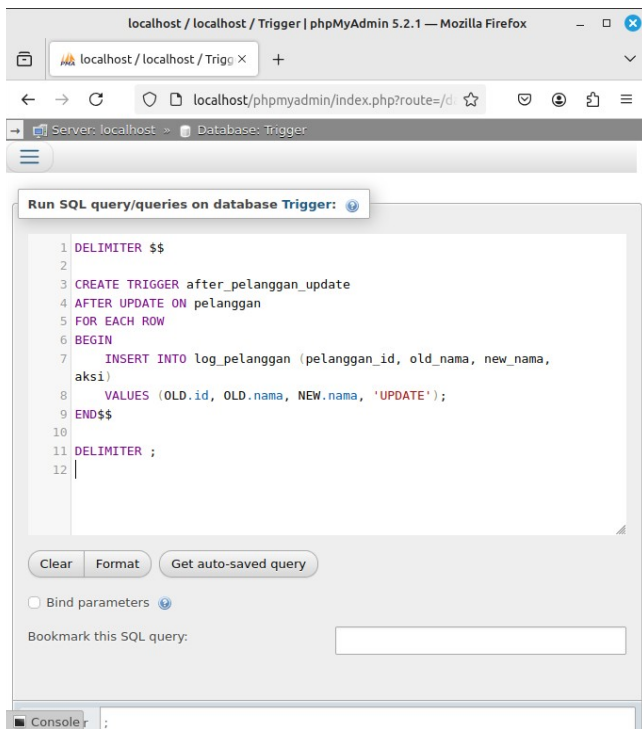 localhost / localhost / Trigger | phpMyAdmin 5.2.1 — Mozilla Firefox
localhost / localhost / Trigg
localhost/phpmyadmin/index.php?route=/d
Server: localhost » Database: Trigger
Run SQL query/queries on database Trigger:
1 DELIMITER $$
2
3 CREATE TRIGGER after_pelanggan_update
4 AFTER UPDATE ON pelanggan
5 FOR EACH ROW
6 BEGIN
7 INSERT INTO log_pelanggan (pelanggan_id, old_nama, new_nama,
aksi)
8 VALUES (OLD.id, OLD.nama, NEW.nama, 'UPDATE');
9 END$$
10
11 DELIMITER ;
12
Clear Format Get auto-saved query
Bind parameters
Bookmark this SQL query:
Console r ;